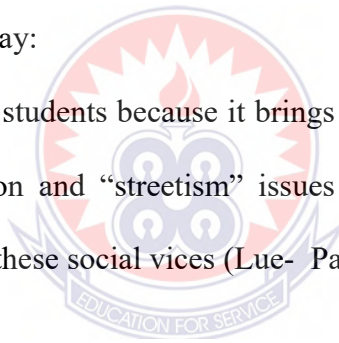 ay:
students because it brings
on and “streetism” issues
these social vices (Lue- Pa
EDUCATION FOR SERVICE